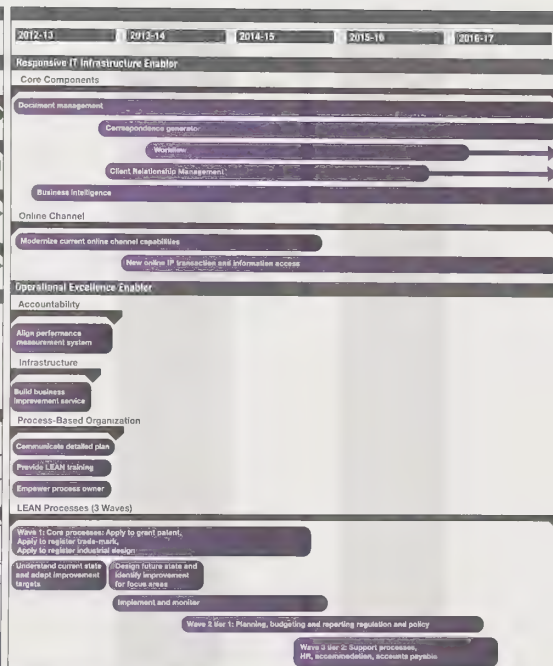 2012-13 2013-14 2014-15 2015-16 2016-17
Responsive IT Infrastructure Enabler
Core Components
Document management
Correspondence generator
Workflow
Client Relationship Management
Business intelligence
Online Channel
Modernize current online channel capabilities
New online IP transaction and information access
Operational Excellence Enabler
Accountability
Align performance
measurement system
Infrastructure
Build business
improvement service
Process-Based Organization
Communicate detailed plan
Provide LEAN training
Empower process owner
LEAN Processes (3 Waves)
Wave 1: Core processes: Apply to grant patent,
Apply to register trade-mark,
Apply to register industrial design
Understand current state
and adapt improvement
targets
Design future state and
identify improvement
for focus areas
Implement and monitor
Wave 2 tier 1: Planning, budgeting and reporting regulation and policy
Wave 3 tier 2: Support processes,
HR, accommodation, accounts payable